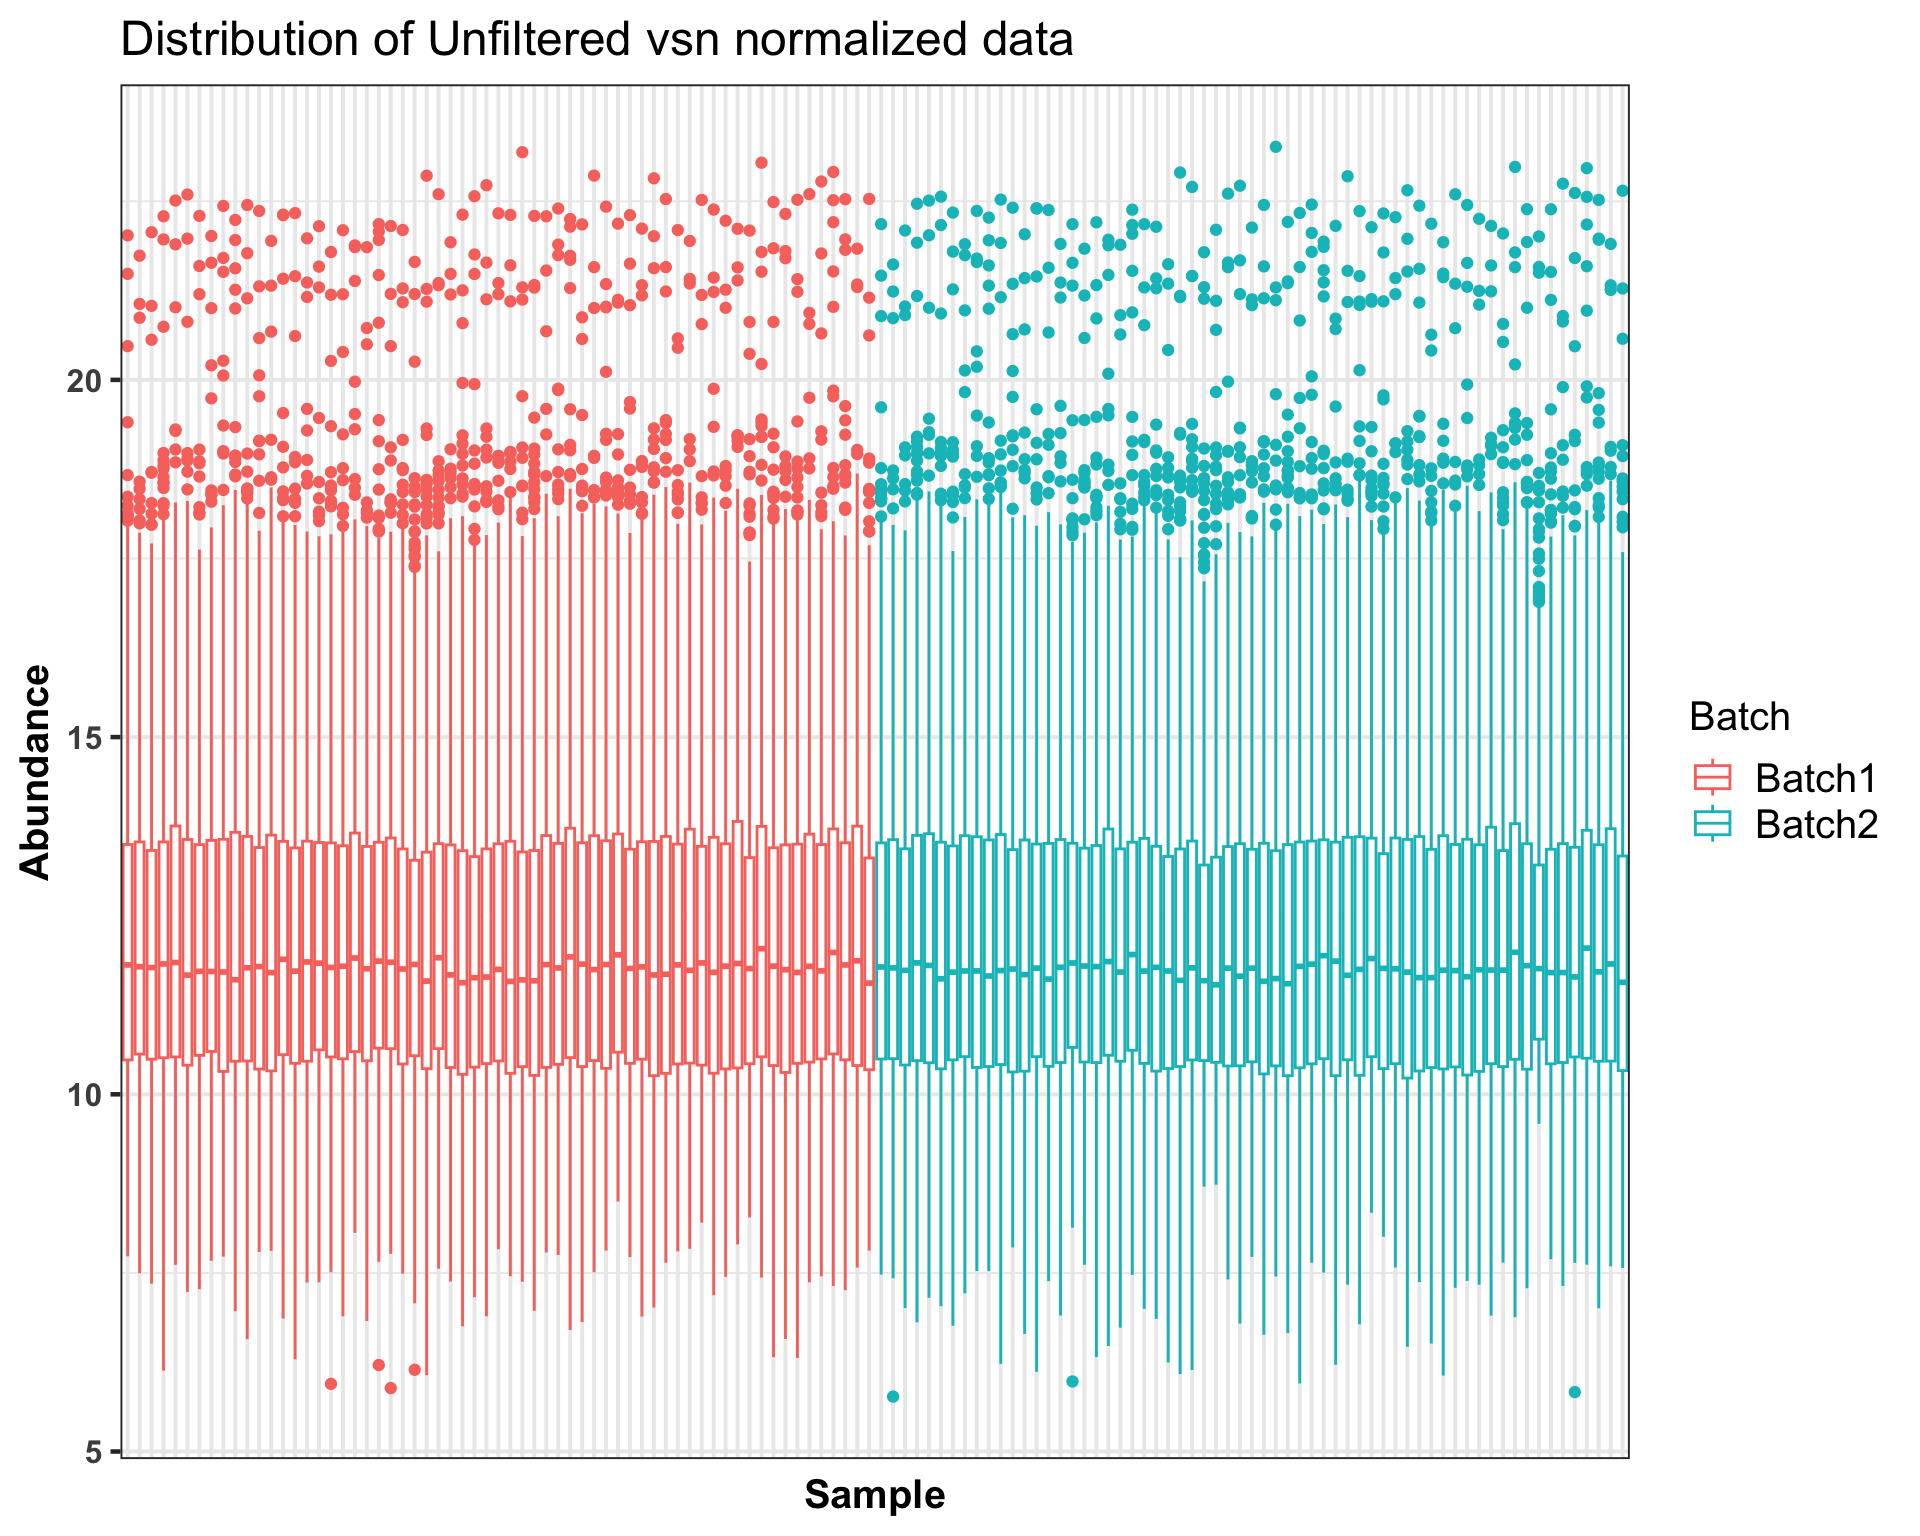 Distribution of Unfiltered vsn normalized data
20
15
10
5
Abundance
Sample
Batch
Batch1
Batch2